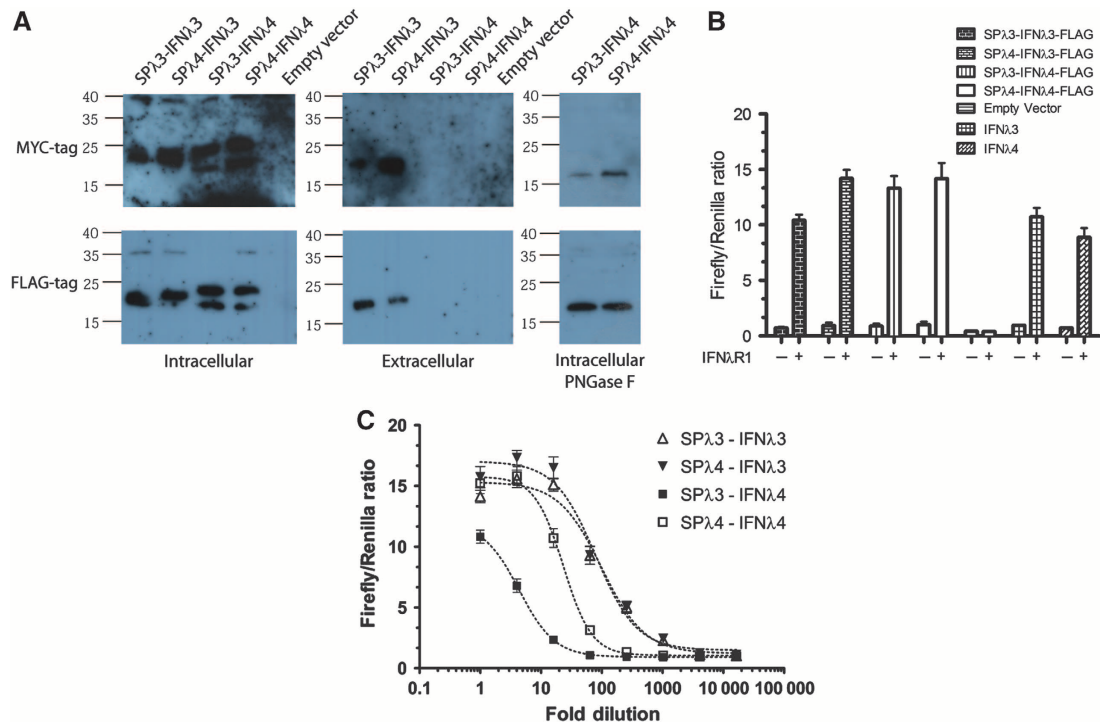 A
SPλ3-IFNλ3
SPλ4-IFNλ3
SPλ3-IFNλ4
SPλ4-IFNλ4
Empty vector
SPλ3-IFNλ3
SPλ4-IFNλ3
SPλ3-IFNλ4
SPλ4-IFNλ4
Empty vector
SPλ3-IFNλ4
SPλ4-IFNλ4
MYC-tag
40
35
25
15
40
35
25
15
40
35
25
15
FLAG-tag
40
35
25
15
40
35
25
15
40
35
25
15
Intracellular
Extracellular
Intracellular
PNGase F
B
SPλ3-IFNλ3-FLAG
SPλ4-IFNλ3-FLAG
SPλ3-IFNλ4-FLAG
SPλ4-IFNλ4-FLAG
Empty Vector
IFNλ3
IFNλ4
Firefly/Renilla ratio
20
15
10
5
0
IFNλR1 − + − + − + − + − + − + − +
C
Firefly/Renilla ratio
20
15
10
5
0
SPλ3 - IFNλ3
SPλ4 - IFNλ3
SPλ3 - IFNλ4
SPλ4 - IFNλ4
0.1 1 10 100 1000 10 000 100 000
Fold dilution